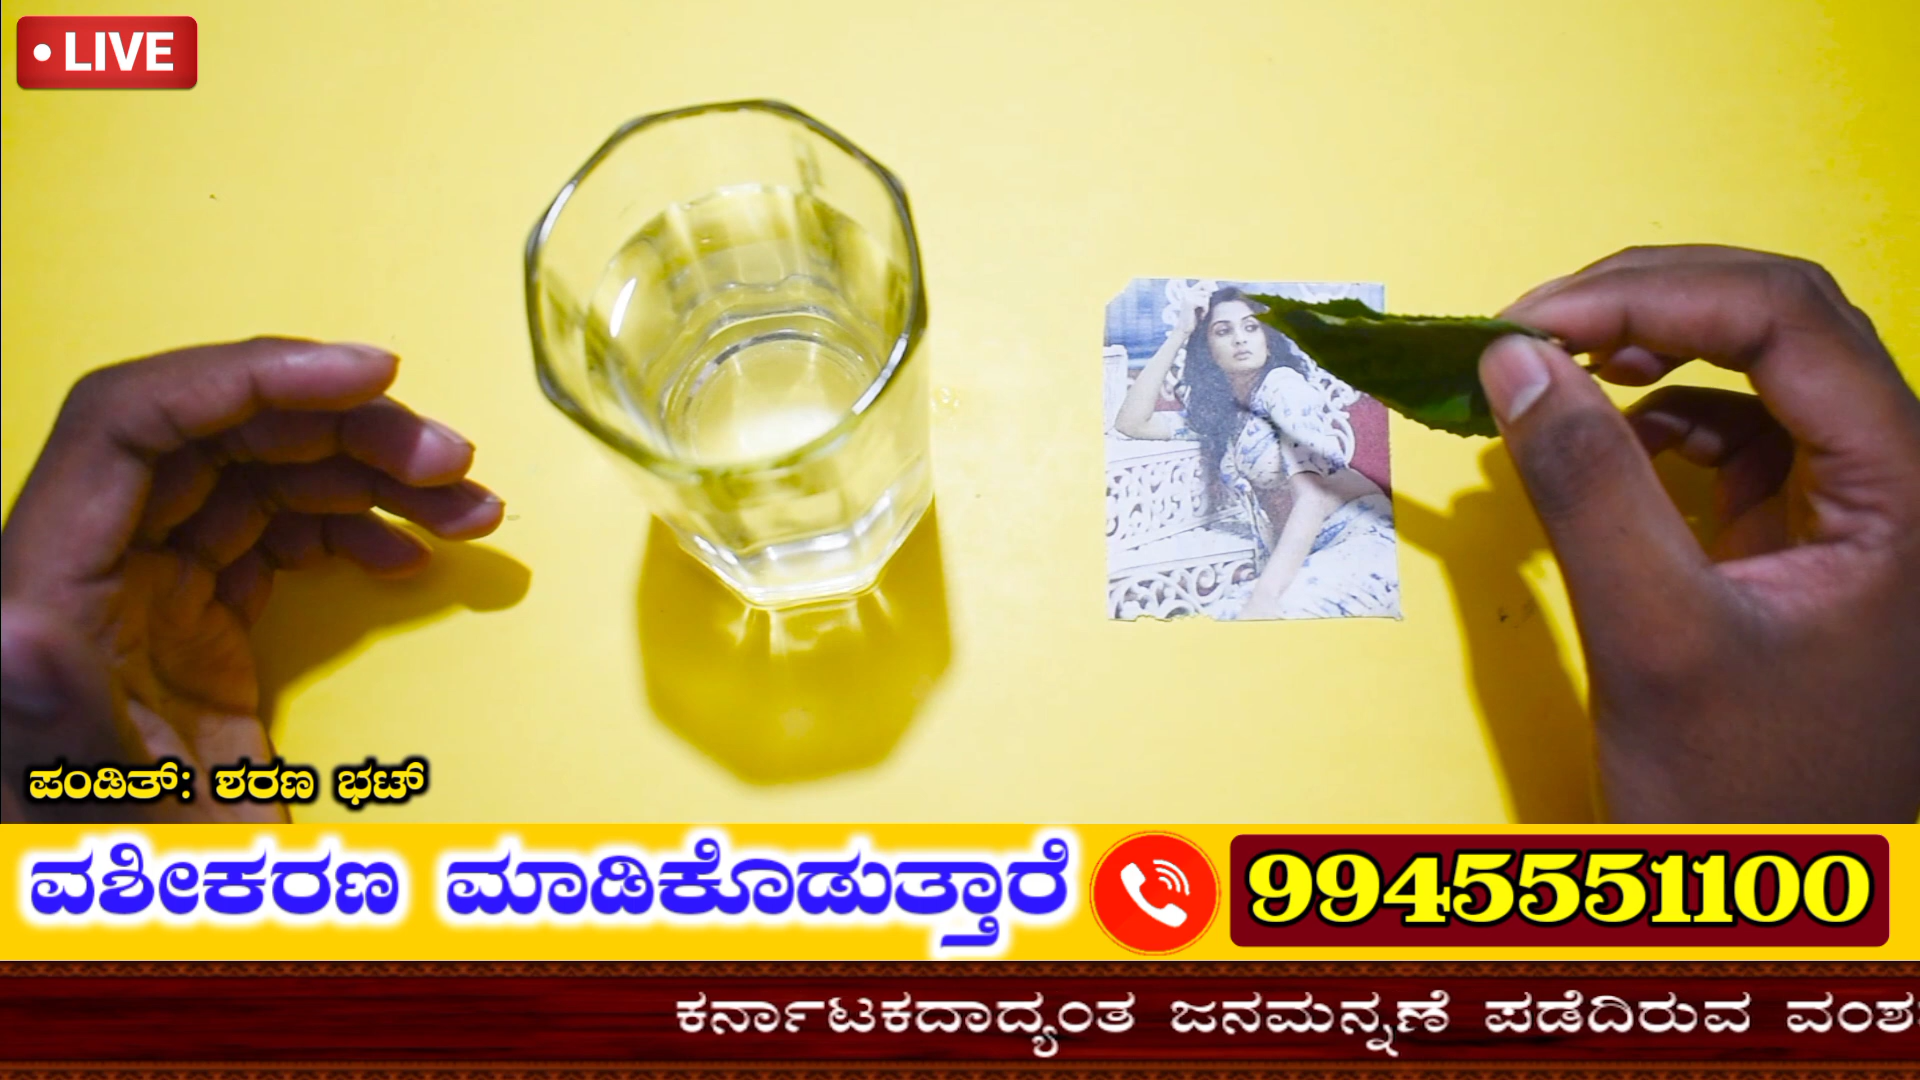 • LIVE
ಪಂಡಿತ್: ಶರಣ ಭಟ್
ವಶೀಕರಣ ಮಾಡಿಕೊಡುತ್ತಾರೆ 9945551100
ಕರ್ನಾಟಕದಾದ್ಯಂತ ಜನಮನ್ನಣೆ ಪಡೆದಿರುವ